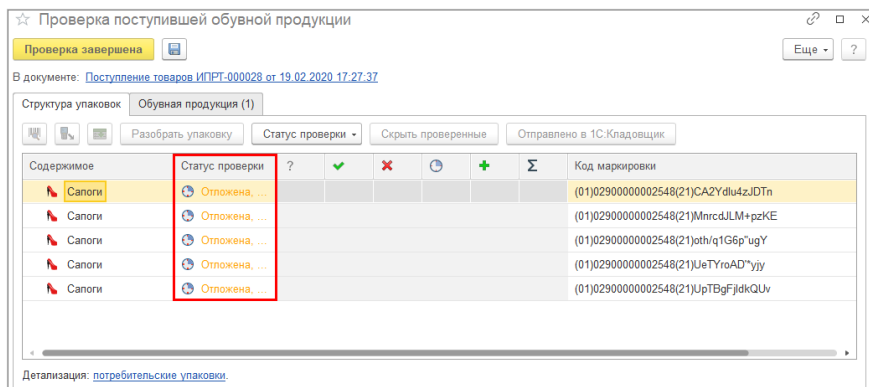 Проверка поступившей обувной продукции
Проверка завершена
Еще
?
В документе: Поступление товаров ИПРТ-000028 от 19.02.2020 17:27:37
Структура упаковок Обувная продукция (1)
Разобрать упаковку Статус проверки Скрыть проверенные Отправлено в 1С:Кладовщик
Содержимое Статус проверки ? Σ Код маркировки
Сапоги Отложена, ... (01)02900000002548(21)CA2Ydlu4zJDTn
Сапоги Отложена, ... (01)02900000002548(21)MnrcdJLM+pzKE
Сапоги Отложена, ... (01)02900000002548(21)oth/q1G6p"ugY
Сапоги Отложена, ... (01)02900000002548(21)UeTYroAD'*yjy
Сапоги Отложена, ... (01)02900000002548(21)UpTBgFjldkQUv
Детализация: потребительские упаковки.